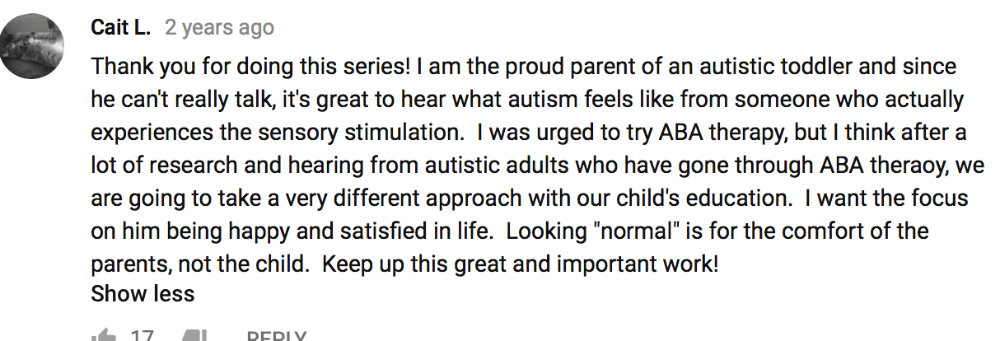 Cait L. 2 years ago
Thank you for doing this series! I am the proud parent of an autistic toddler and since
he can't really talk, it's great to hear what autism feels like from someone who actually
experiences the sensory stimulation.  I was urged to try ABA therapy, but I think after a
lot of research and hearing from autistic adults who have gone through ABA theraoy, we
are going to take a very different approach with our child's education.  I want the focus
on him being happy and satisfied in life.  Looking "normal" is for the comfort of the
parents, not the child.  Keep up this great and important work!
Show less
17 REPLY